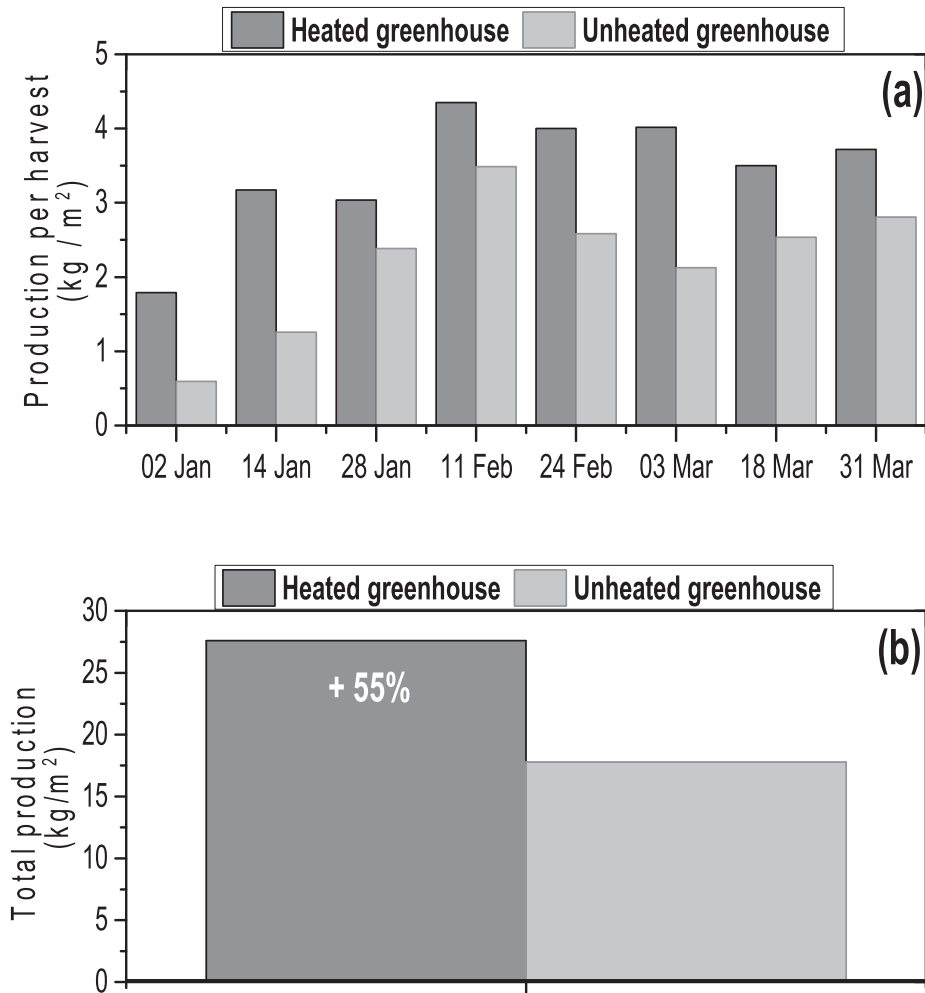 Heated greenhouse Unheated greenhouse
(a)
Production per harvest
(kg / m²)
5
4
3
2
1
0
02 Jan 14 Jan 28 Jan 11 Feb 24 Feb 03 Mar 18 Mar 31 Mar
Heated greenhouse Unheated greenhouse
(b)
Total production
(kg/m²)
30
25
20
15
10
5
0
+ 55%